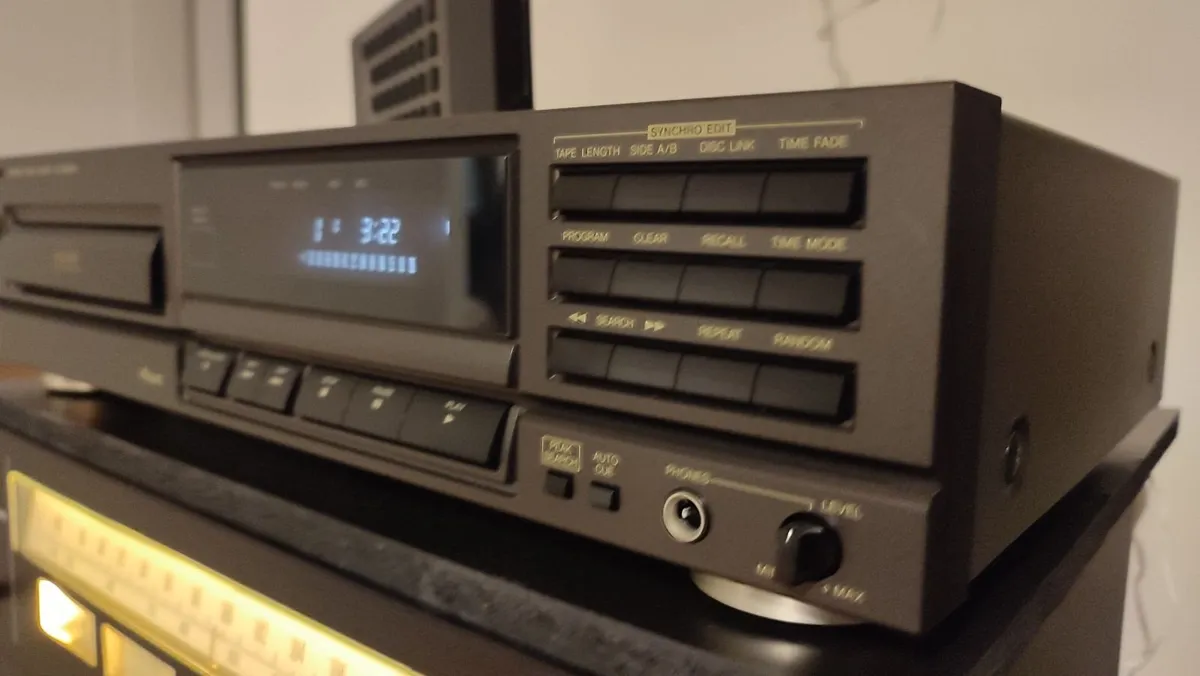 SYNCHRO EDIT
TAPE LENGTH SIDE A/B DISC LINK TIME FADE
1 3:22
PROGRAM CLEAR RECALL TIME MODE
SEARCH REPEAT RANDOM
PLAY
PEAK SEARCH
AUTO CUE
PHONES LEVEL
MAX